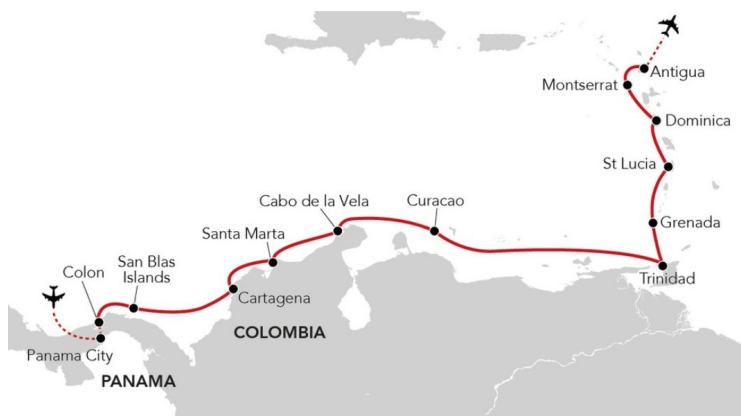 Antigua
Montserrat
Dominica
St Lucia
Cabo de la Vela
Curacao
Grenada
Santa Marta
San Blas
Islands
Colon
Trinidad
Cartagena
COLOMBIA
Panama City
PANAMA